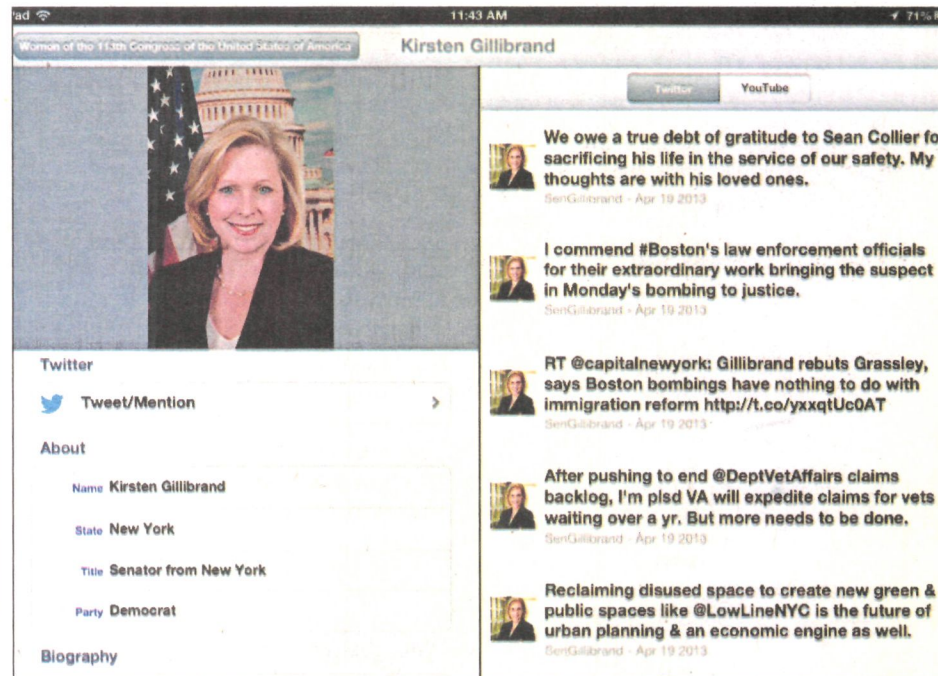 ad
11:43 AM
71%
Women of the 113th Congress of the United States of America
Kirsten Gillibrand
Twitter
YouTube
Twitter
Tweet/Mention
About
Name Kirsten Gillibrand
State New York
Title Senator from New York
Party Democrat
Biography
We owe a true debt of gratitude to Sean Collier fo
sacrificing his life in the service of our safety. My
thoughts are with his loved ones.
SenGillibrand - Apr 19 2013
I commend #Boston's law enforcement officials
for their extraordinary work bringing the suspect
in Monday's bombing to justice.
SenGillibrand - Apr 19 2013
RT @capitalnewyork: Gillibrand rebuts Grassley,
says Boston bombings have nothing to do with
immigration reform http://t.co/yxxqtUc0AT
SenGillibrand - Apr 19 2013
After pushing to end @DeptVetAffairs claims
backlog, I'm plsd VA will expedite claims for vets
waiting over a yr. But more needs to be done.
SenGillibrand - Apr 19 2013
Reclaiming disused space to create new green &
public spaces like @LowLineNYC is the future of
urban planning & an economic engine as well.
SenGillibrand - Apr 19 2013